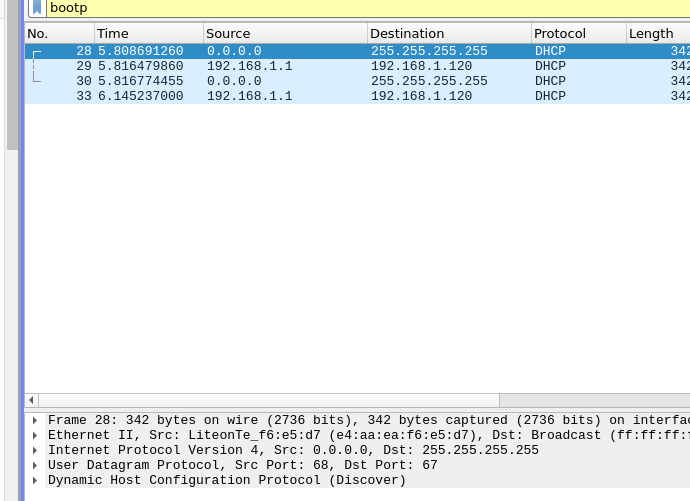 bootp
No. Time Source Destination Protocol Length
28 5.808691260 0.0.0.0 255.255.255.255 DHCP 342
29 5.816479860 192.168.1.1 192.168.1.120 DHCP 342
30 5.816774455 0.0.0.0 255.255.255.255 DHCP 342
33 6.145237000 192.168.1.1 192.168.1.120 DHCP 342
Frame 28: 342 bytes on wire (2736 bits), 342 bytes captured (2736 bits) on interfac
Ethernet II, Src: LiteonTe_f6:e5:d7 (e4:aa:ea:f6:e5:d7), Dst: Broadcast (ff:ff:ff:f
Internet Protocol Version 4, Src: 0.0.0.0, Dst: 255.255.255.255
User Datagram Protocol, Src Port: 68, Dst Port: 67
Dynamic Host Configuration Protocol (Discover)